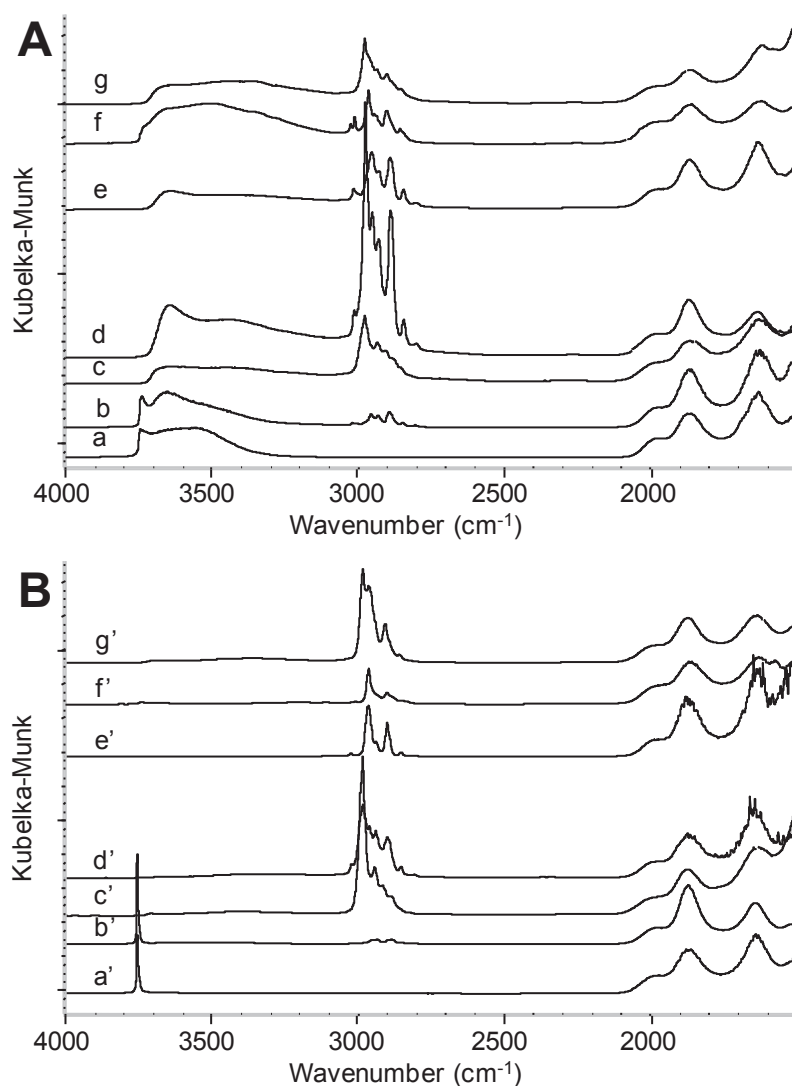 A
g
f
e
d
c
b
a
Kubelka-Munk
4000
3500
3000
2500
2000
Wavenumber (cm-1)
B
g'
f'
e'
d'
c'
b'
a'
Kubelka-Munk
4000
3500
3000
2500
2000
Wavenumber (cm-1)